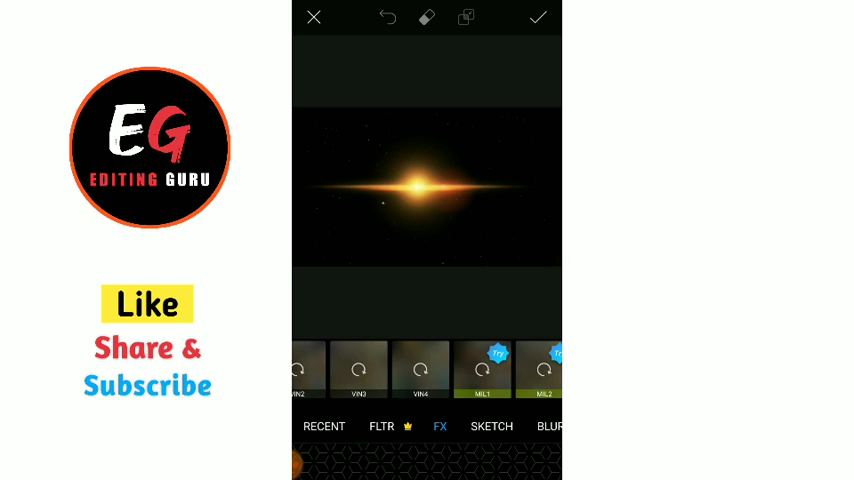 EG
EDITING GURU
Like
Share &
Subscribe
Try
VIN2
VIN3
VIN4
MIL1
MIL2
RECENT
FLTR
FX
SKETCH
BLUR